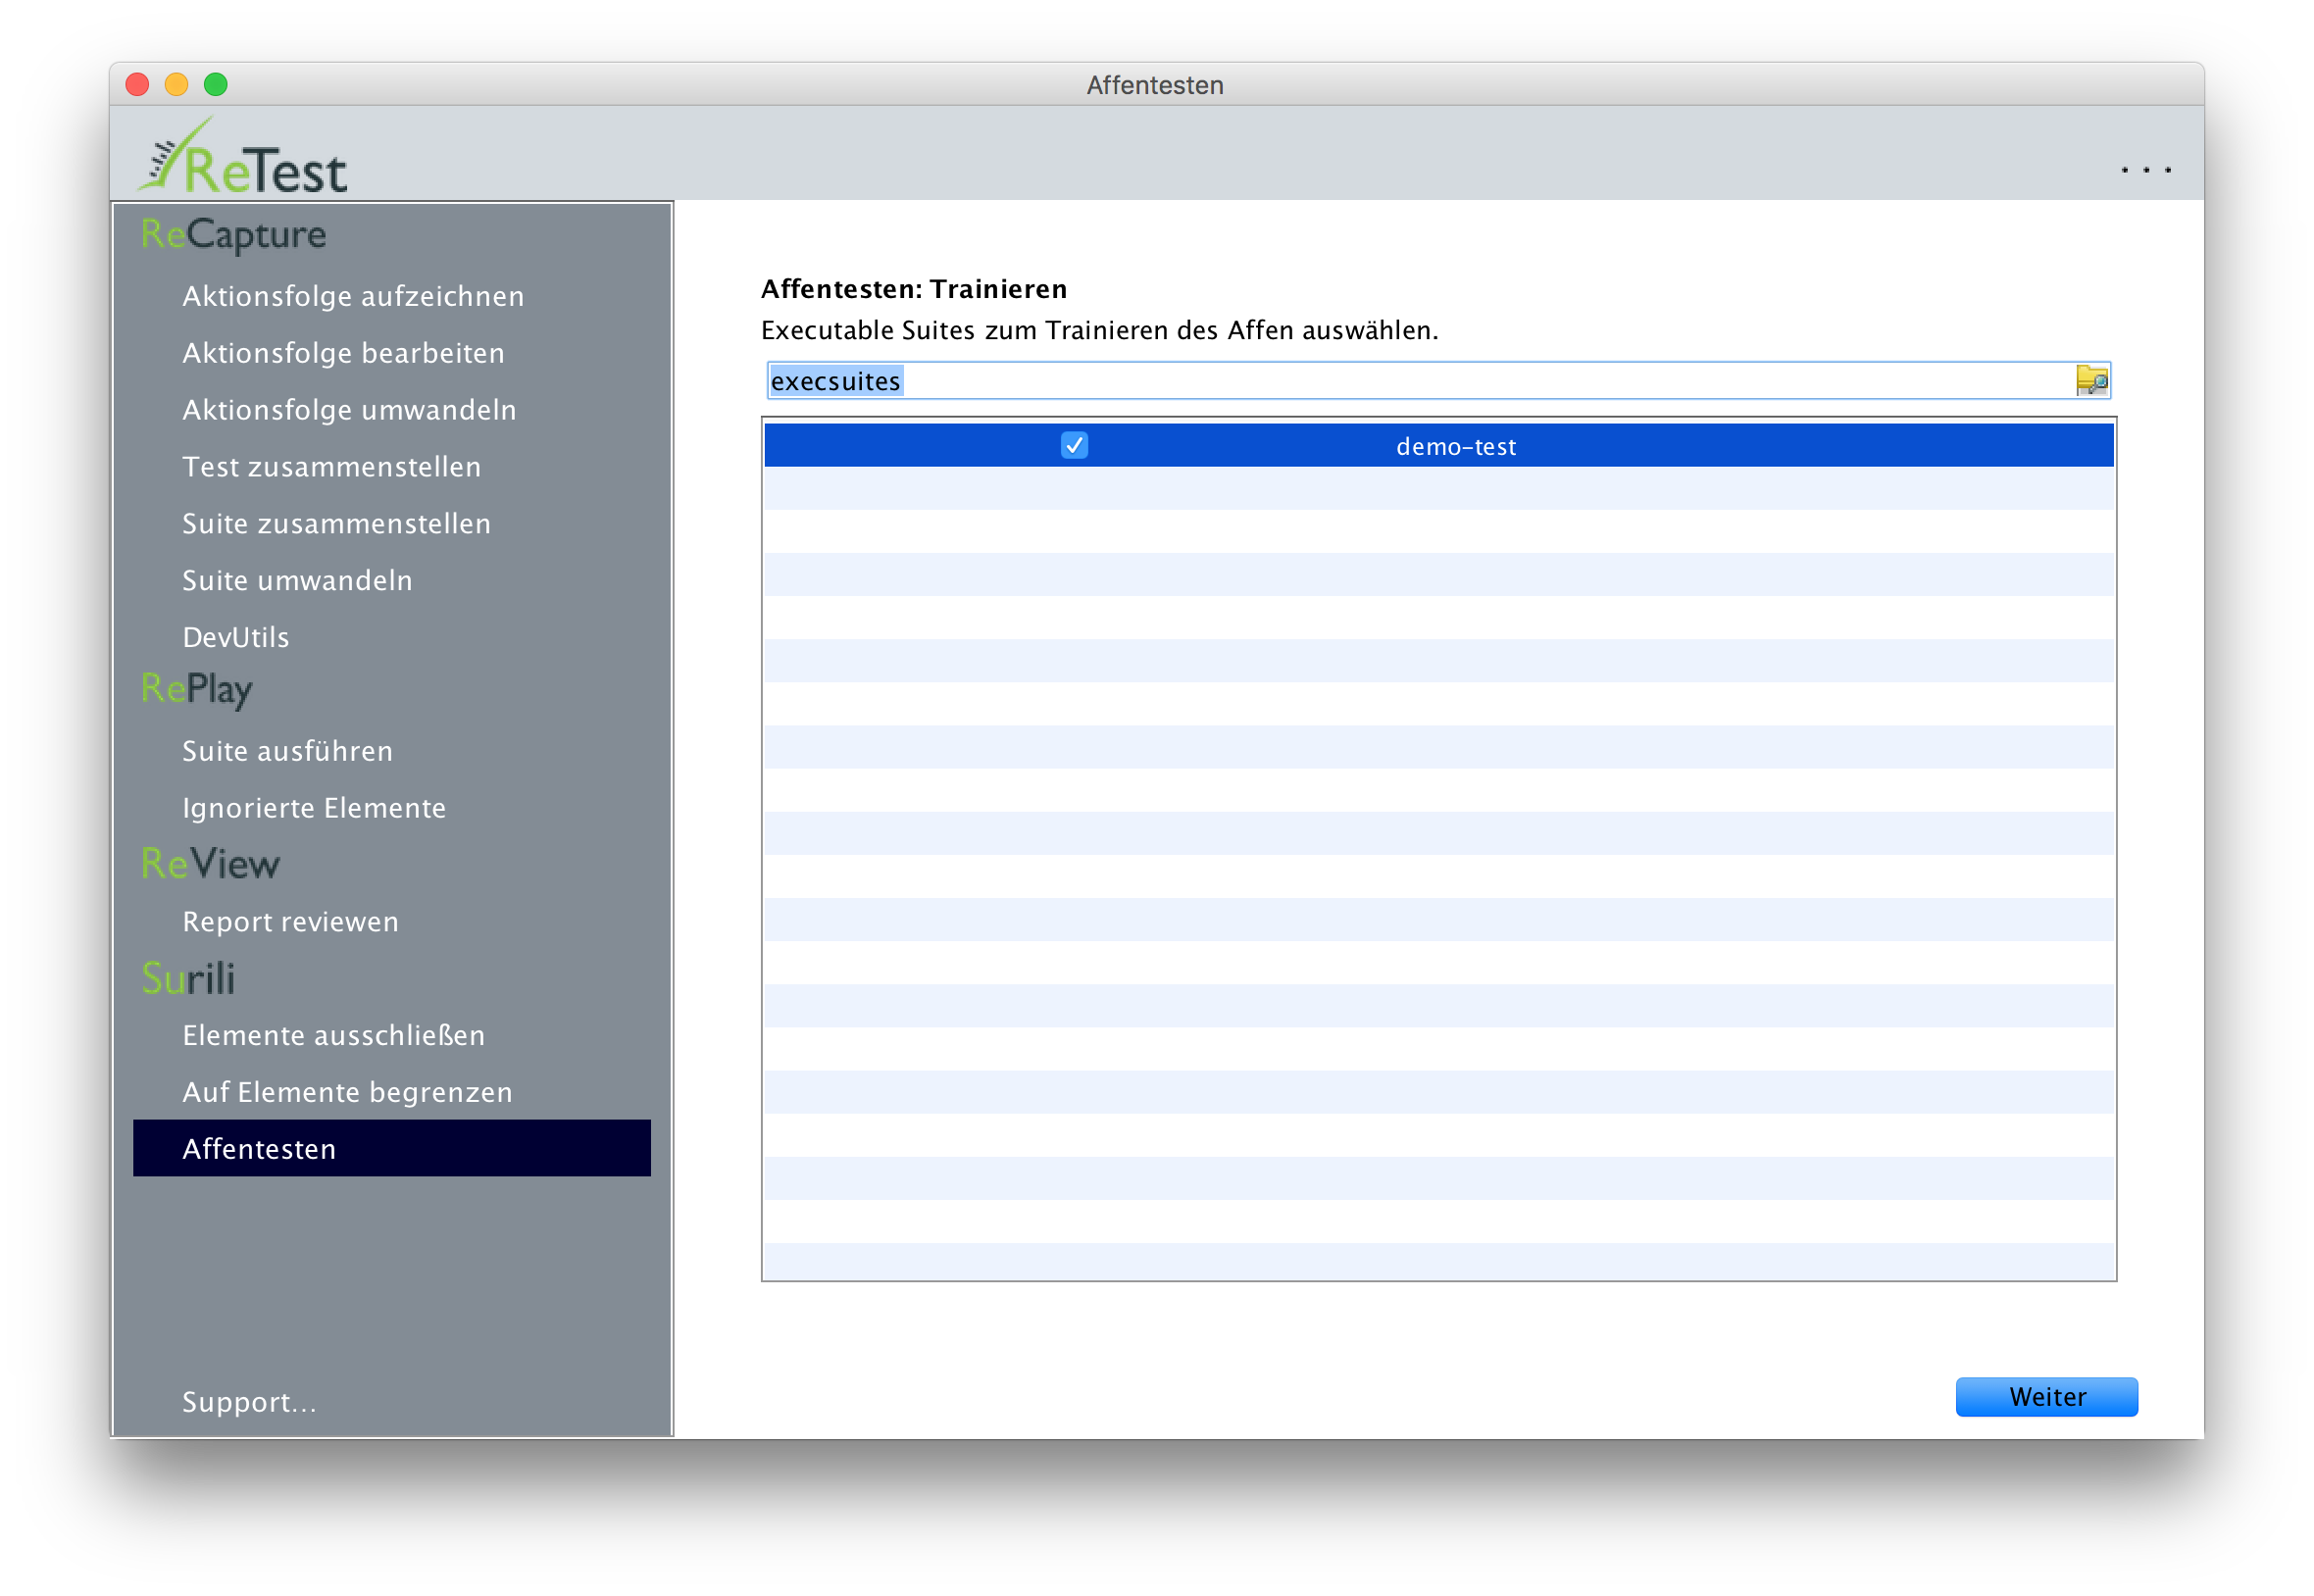 Affentesten
ReTest
...
ReCapture
Aktionsfolge aufzeichnen
Aktionsfolge bearbeiten
Aktionsfolge umwandeln
Test zusammenstellen
Suite zusammenstellen
Suite umwandeln
DevUtils
RePlay
Suite ausführen
Ignorierte Elemente
ReView
Report reviewen
Surili
Elemente ausschließen
Auf Elemente begrenzen
Affentesten
Support...
Affentesten: Trainieren
Executable Suites zum Trainieren des Affen auswählen.
execsuites
demo-test
Weiter